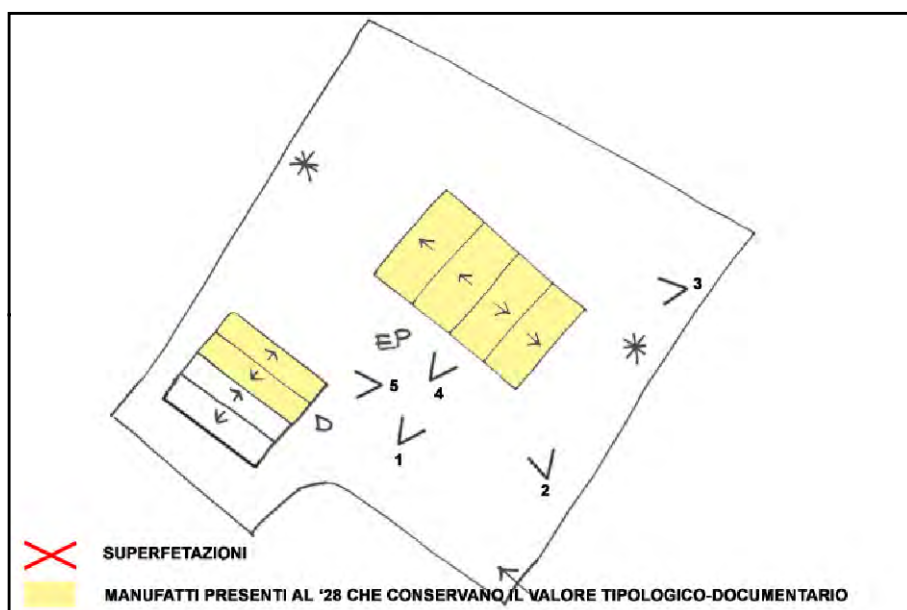 3
EP
5
4
D
1
2
SUPERFETAZIONI
MANUFATTI PRESENTI AL '28 CHE CONSERVANO IL VALORE TIPOLOGICO-DOCUMENTARIO